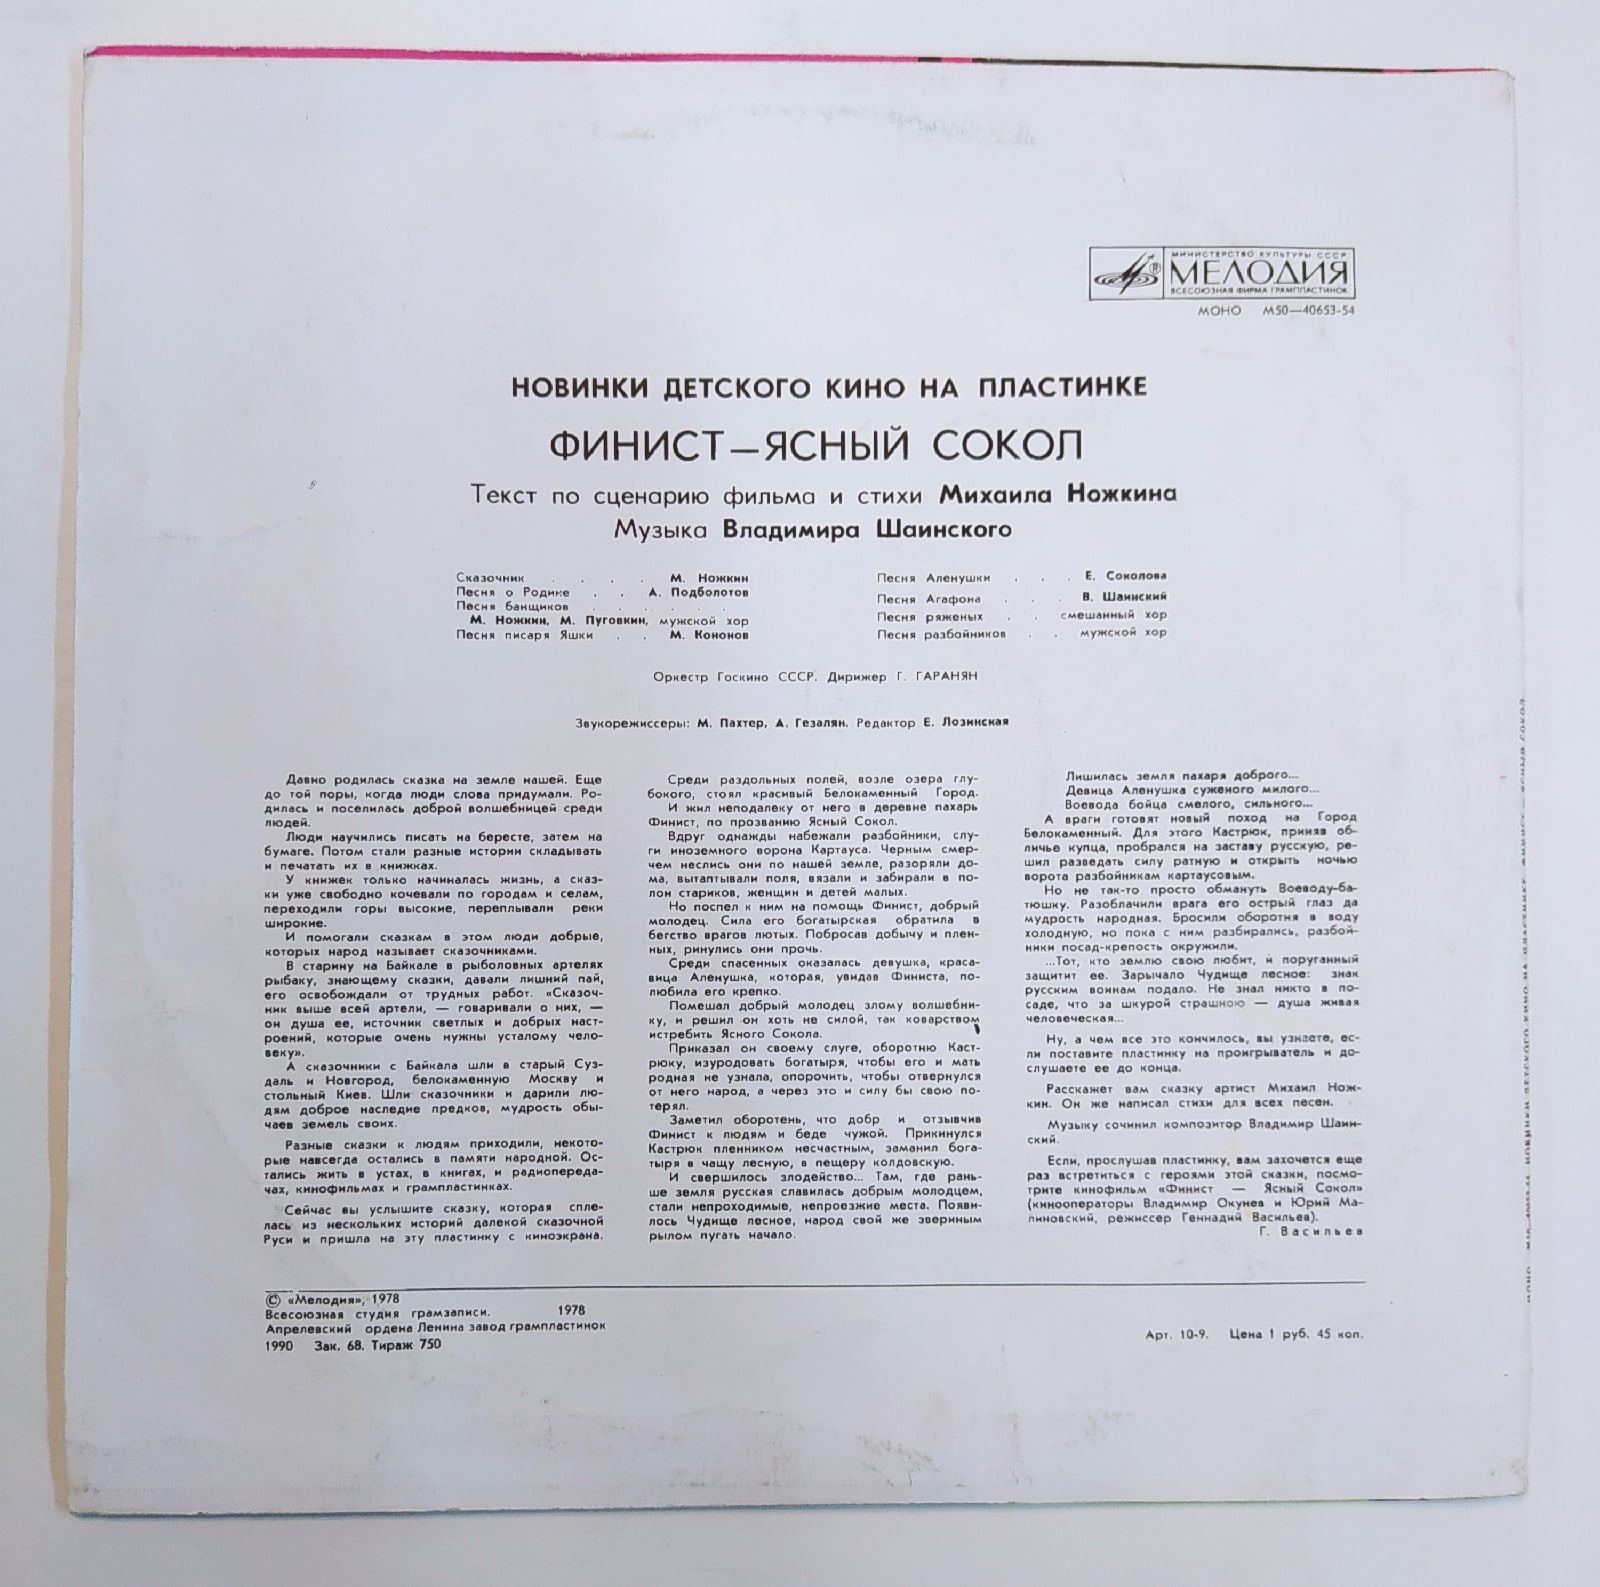 МИНИСТЕРСТВО КУЛЬТУРЫ СССР
МЕЛОДИЯ
ВСЕСОЮЗНАЯ ФИРМА ГРАМПЛАСТИНОК
МОНО М50—40653-54
НОВИНКИ ДЕТСКОГО КИНО НА ПЛАСТИНКЕ
ФИНИСТ—ЯСНЫЙ СОКОЛ
Текст по сценарию фильма и стихи Михаила Ножкина
Музыка Владимира Шаинского
Сказочник . . . . М. Ножкин
Песня о Родине . . А. Подболотов
Песня банщиков . . . . . .
М. Ножкин, М. Пуговкин, мужской хор
Песня писаря Яшки . . М. Кононов
Песня Аленушки . . . Е. Соколова
Песня Агафона . . . В. Шаинский
Песня ряженых . . смешанный хор
Песня разбойников . . мужской хор
Оркестр Госкино СССР. Дирижер Г. ГАРАНЯН
Звукорежиссеры: М. Пахтер, А. Гезалян. Редактор Е. Лозинская
Давно родилась сказка на земле нашей. Еще
до той поры, когда люди слова придумали. Ро-
дилась и поселилась доброй волшебницей среди
людей.
Люди научились писать на бересте, затем на
бумаге. Потом стали разные истории складывать
и печатать их в книжках.
У книжек только начиналась жизнь, а сказ-
ки уже свободно кочевали по городам и селам,
переходили горы высокие, переплывали реки
широкие.
И помогали сказкам в этом люди добрые,
которых народ называет сказочниками.
В старину на Байкале в рыболовных артелях
рыбаку, знающему сказки, давали лишний пай,
его освобождали от трудных работ. «Сказоч-
ник выше всей артели, — говаривали о них, —
он душа ее, источник светлых и добрых наст-
роений, которые очень нужны усталому чело-
веку».
А сказочники с Байкала шли в старый Суз-
даль и Новгород, белокаменную Москву и
стольный Киев. Шли сказочники и дарили лю-
дям доброе наследие предков, мудрость обы-
чаев земель своих.
Разные сказки к людям приходили, некото-
рые навсегда остались в памяти народной. Ос-
тались жить в устах, в книгах, и радиопереда-
чах, кинофильмах и грампластинках.
Сейчас вы услышите сказку, которая спле-
лась из нескольких историй далекой сказочной
Руси и пришла на эту пластинку с киноэкрана.
Среди раздольных полей, возле озера глу-
бокого, стоял красивый Белокаменный Город.
И жил неподалеку от него в деревне пахарь
Финист, по прозванию Ясный Сокол.
Вдруг однажды набежали разбойники, слу-
ги иноземного ворона Картауса. Черным смер-
чем неслись они по нашей земле, разоряли до-
ма, вытаптывали поля, вязали и забирали в по-
лон стариков, женщин и детей малых.
Но поспел к ним на помощь Финист, добрый
молодец. Сила его богатырская обратила в
бегство врагов лютых. Побросав добычу и плен-
ных, ринулись они прочь.
Среди спасенных оказалась девушка, краса-
вица Аленушка, которая, увидав Финиста, по-
любила его крепко.
Помешал добрый молодец злому волшебни-
ку, и решил он хоть не силой, так коварством
истребить Ясного Сокола.
Приказал он своему слуге, оборотню Каст-
рюку, изуродовать богатыря, чтобы его и мать
родная не узнала, опорочить, чтобы отвернулся
от него народ, а через это и силу бы свою по-
терял.
Заметил оборотень, что добр и отзывчив
Финист к людям и беде чужой. Прикинулся
Кастрюк пленником несчастным, заманил бога-
тыря в чащу лесную, в пещеру колдовскую.
И свершилось злодейство... Там, где рань-
ше земля русская славилась добрым молодцем,
стали непроходимые, непроезжие места. Появи-
лось Чудище лесное, народ свой же звериным
рылом пугать начало.
Лишилась земля пахаря доброго...
Девица Аленушка суженого милого...
Воевода бойца смелого, сильного...
А враги готовят новый поход на Город
Белокаменный. Для этого Кастрюк, приняв об-
личье купца, пробрался на заставу русскую, ре-
шил разведать силу ратную и открыть ночью
ворота разбойникам картаусовым.
Но не так-то просто обмануть Воеводу-ба-
тюшку. Разоблачили врага его острый глаз да
мудрость народная. Бросили оборотня в воду
холодную, но пока с ним разбирались, разбой-
ники посад-крепость окружили.
...Тот, кто землю свою любит, и поруганный
защитит ее. Зарычало Чудище лесное: знак
русским воинам подало. Не знал никто в по-
саде, что за шкурой страшною — душа живая
человеческая...
Ну, а чем все это кончилось, вы узнаете, ес-
ли поставите пластинку на проигрыватель и до-
слушаете ее до конца.
Расскажет вам сказку артист Михаил Нож-
кин. Он же написал стихи для всех песен.
Музыку сочинил композитор Владимир Шаин-
ский.
Если, прослушав пластинку, вам захочется еще
раз встретиться с героями этой сказки, посмо-
трите кинофильм «Финист — Ясный Сокол»
(кинооператоры Владимир Окунев и Юрий Ма-
линовский, режиссер Геннадий Васильев).
Г. Васильев
© «Мелодия», 1978
Всесоюзная студия грамзаписи. 1978
Апрелевский ордена Ленина завод грампластинок
1990 Зак. 68. Тираж 750
Арт. 10-9. Цена 1 руб. 45 коп.